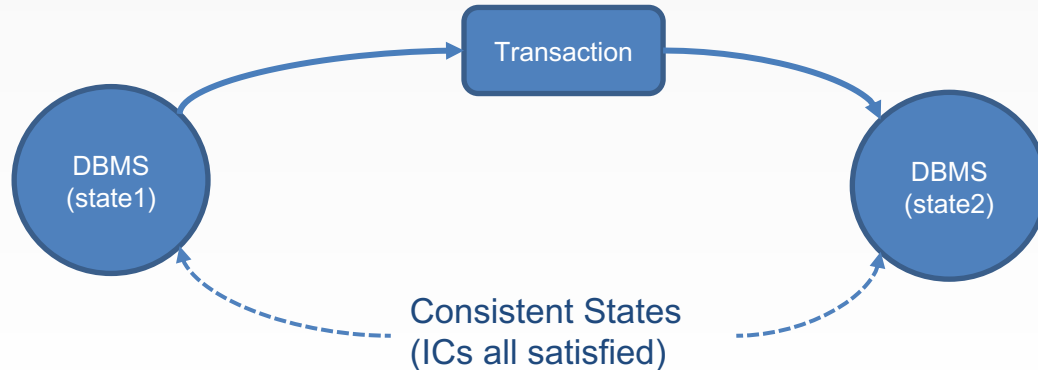 Transaction
DBMS
(state1)
DBMS
(state2)
Consistent States
(ICs all satisfied)